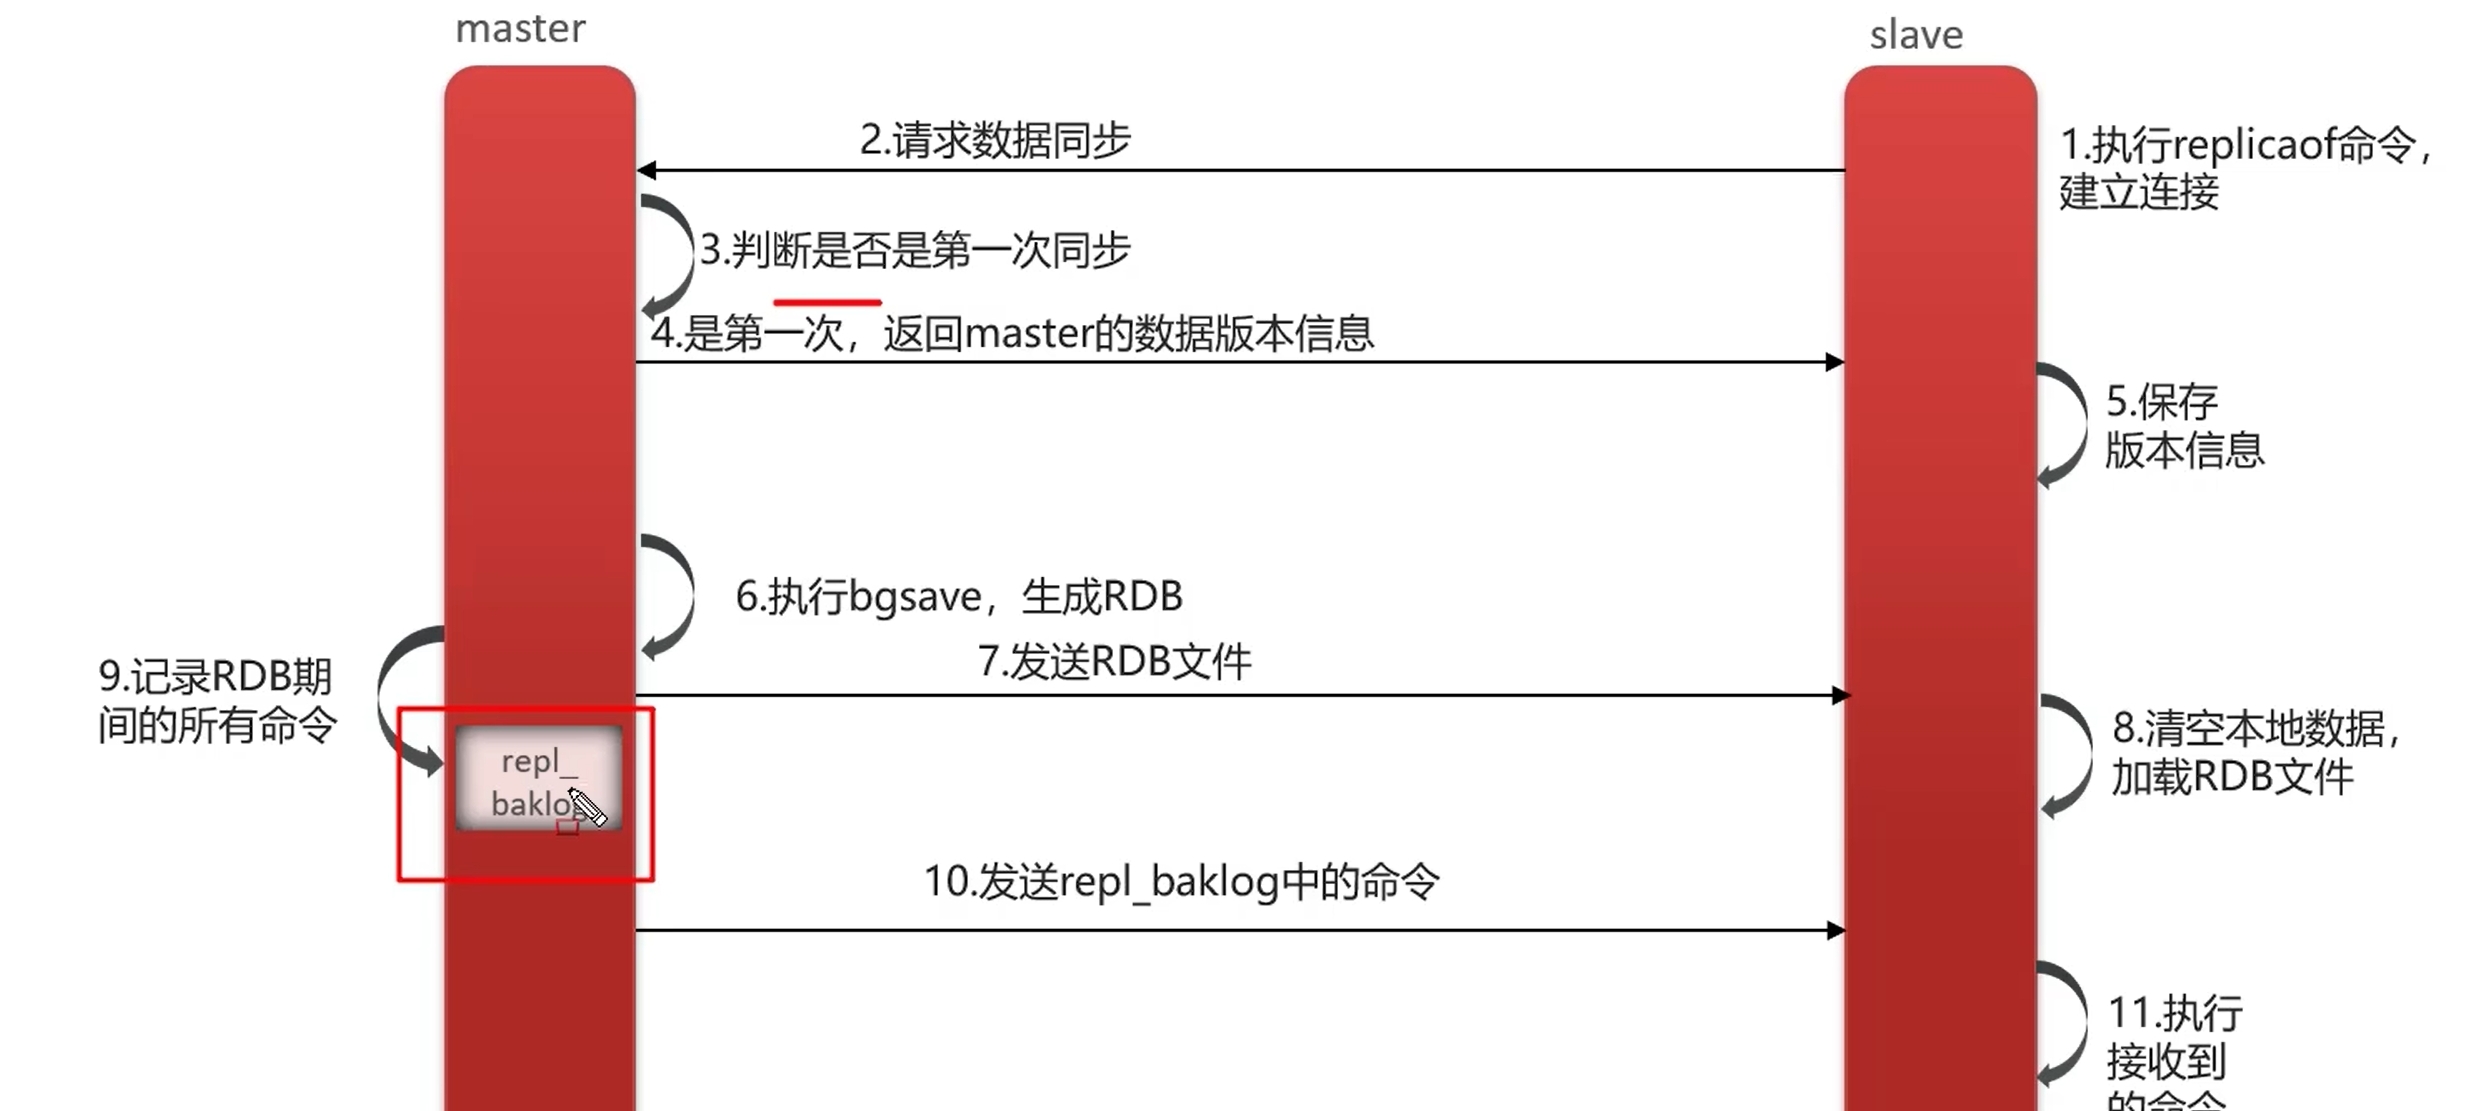 master
slave
2.请求数据同步
1.执行replicaof命令，
建立连接
3.判断是否是第一次同步
4.是第一次，返回master的数据版本信息
5.保存
版本信息
6.执行bgsave，生成RDB
7.发送RDB文件
9.记录RDB期
间的所有命令
repl_
baklog
8.清空本地数据，
加载RDB文件
10.发送repl_baklog中的命令
11.执行
接收到
的命令